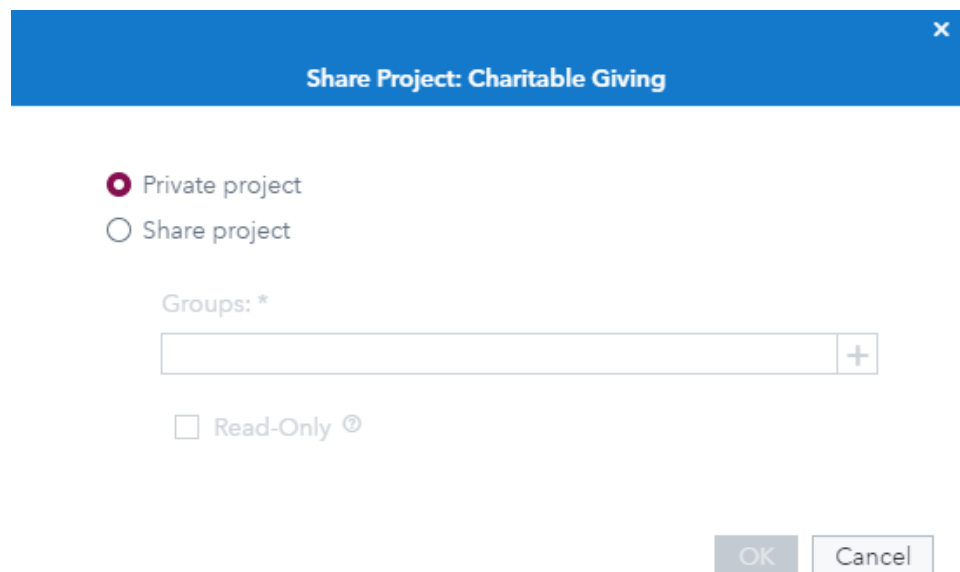 Share Project: Charitable Giving
Private project
Share project
Groups: *
Read-Only
OK Cancel